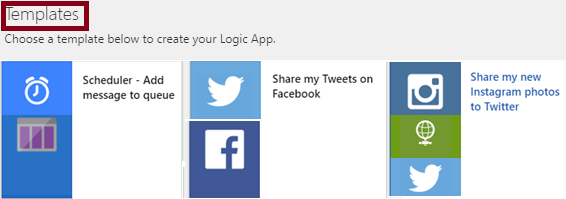 Templates
Choose a template below to create your Logic App.
Scheduler - Add
message to queue
Share my Tweets on
Facebook
Share my new
Instagram photos
to Twitter